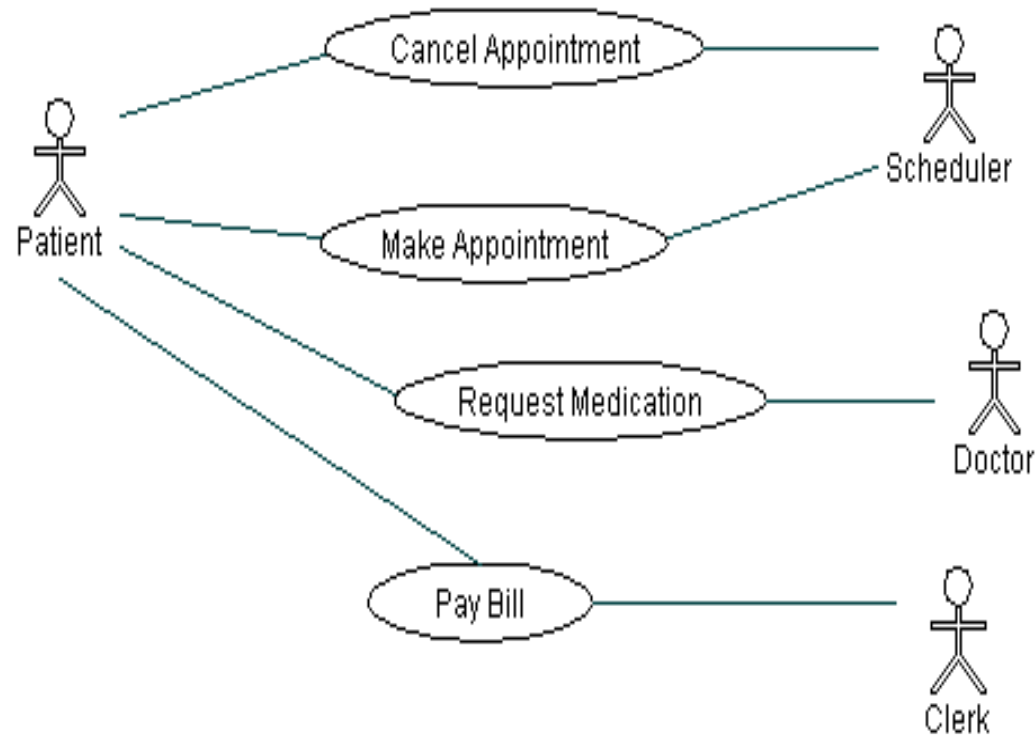 Cancel Appointment
Scheduler
Patient
Make Appointment
Request Medication
Doctor
Pay Bill
Clerk